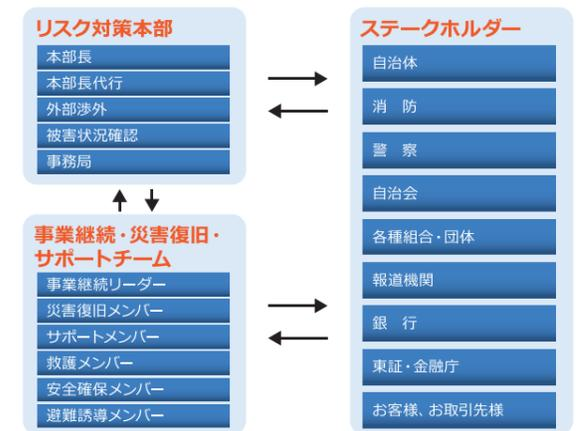 リスク対策本部
本部長
本部長代行
外部渉外
被害状況確認
事務局
事業継続・災害復旧・
サポートチーム
事業継続リーダー
災害復旧メンバー
サポートメンバー
救護メンバー
安全確保メンバー
避難誘導メンバー
ステークホルダー
自治体
消　防
警　察
自治会
各種組合・団体
報道機関
銀　行
東証・金融庁
お客様、お取引先様